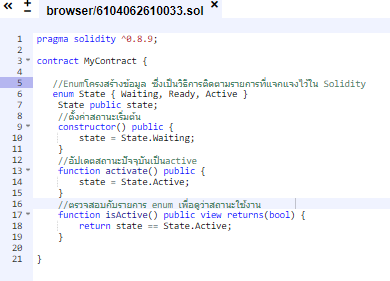 browser/6104062610033.sol
1 pragma solidity ^0.8.9;
2
3 contract MyContract {
4
5 //Enumโครงสร้างข้อมูล ซึ่งเป็นวิธีการติดตามรายการที่แจกแจงไว้ใน Solidity
6 enum State { Waiting, Ready, Active }
7 State public state;
8 //ตั้งค่าสถานะเริ่มต้น
9 constructor() public {
10 state = State.Waiting;
11 }
12 //อัปเดตสถานะปัจจุบันเป็นactive
13 function activate() public {
14 state = State.Active;
15 }
16 //ตรวจสอบกับรายการ enum เพื่อดูว่าสถานะใช้งาน
17 function isActive() public view returns(bool) {
18 return state == State.Active;
19 }
20
21 }